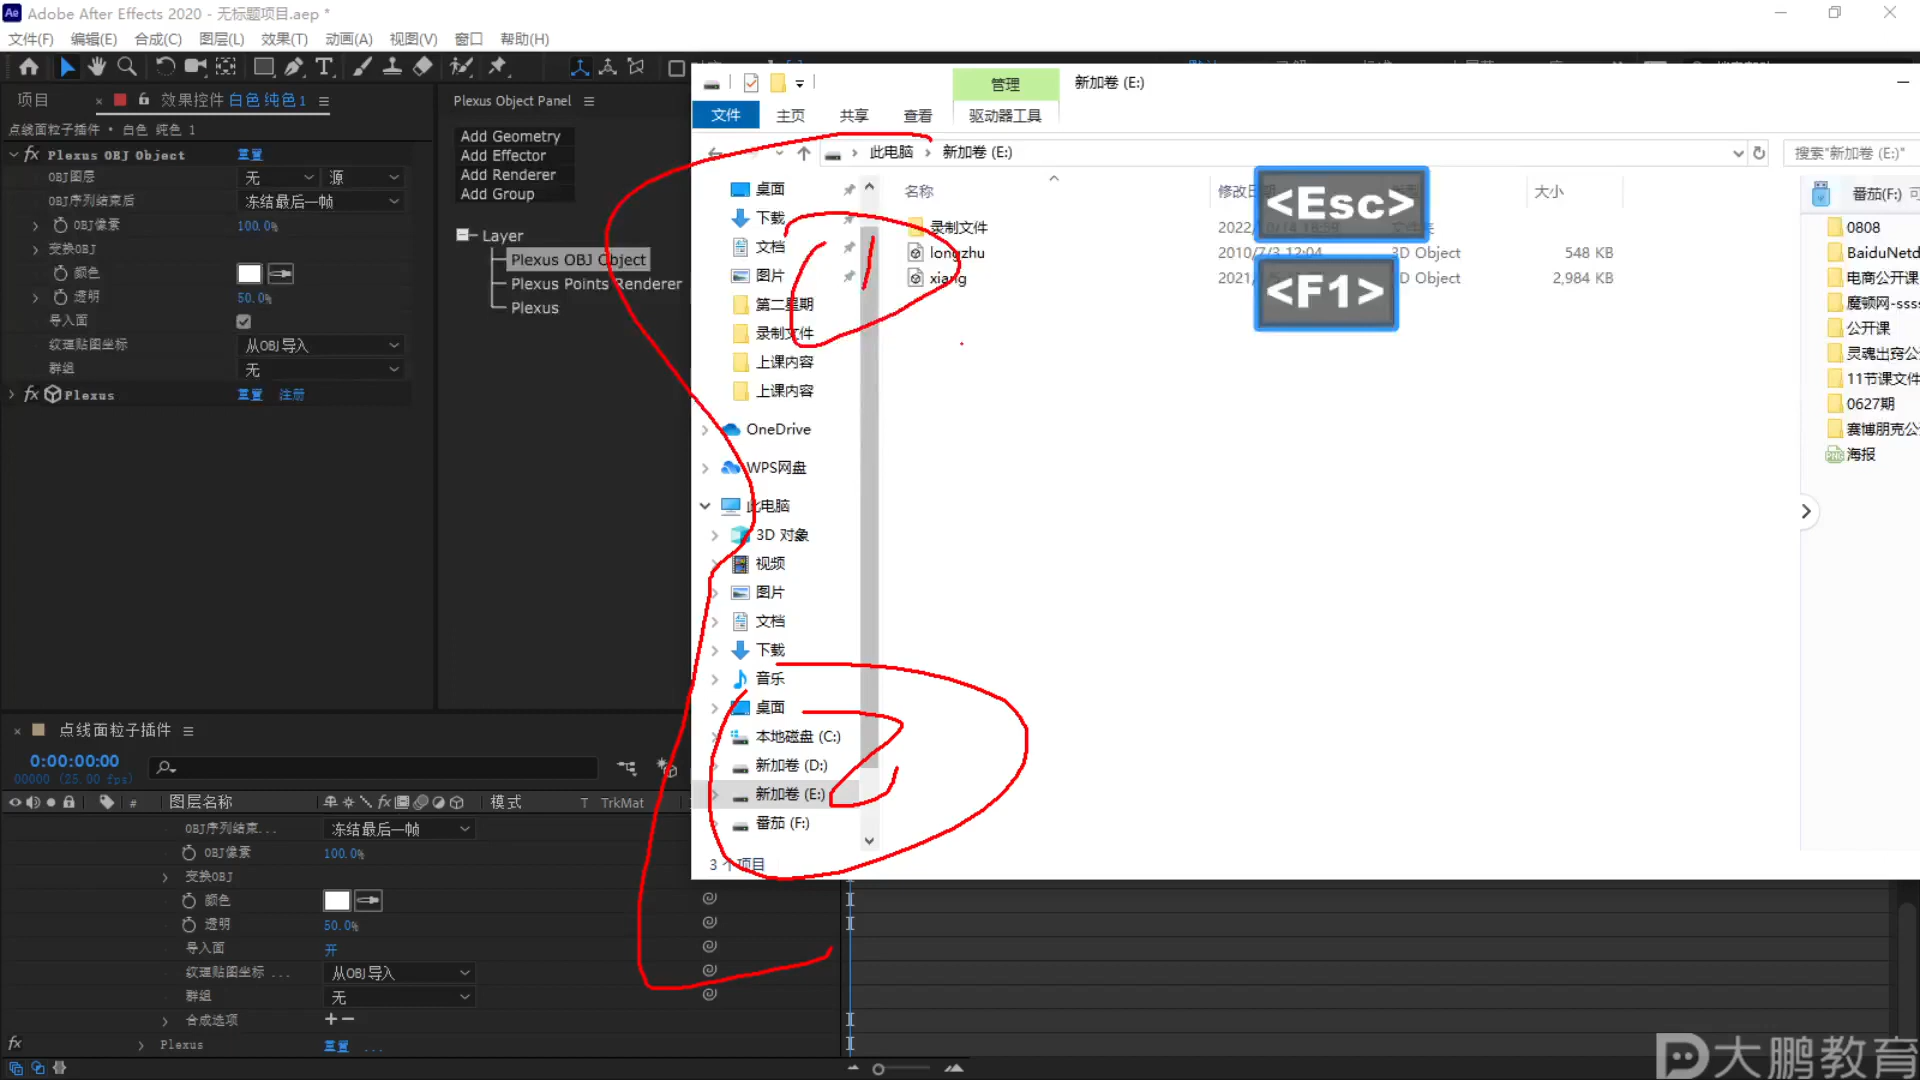 Adobe After Effects 2020 - 无标题项目.aep *
文件(F) 编辑(E) 合成(C) 图层(L) 效果(T) 动画(A) 视图(V) 窗口 帮助(H)
项目
效果控件 白色 纯色 1
点线面粒子插件 • 白色 纯色 1
Plexus OBJ Object 重置
OBJ图层 无 源
OBJ序列结束后 冻结最后一帧
OBJ像素 100.0%
变换OBJ
颜色
透明 50.0%
导入面
纹理贴图坐标 从OBJ导入
群组 无
Plexus 重置 注册
Plexus Object Panel
Add Geometry
Add Effector
Add Renderer
Add Group
Layer
Plexus OBJ Object
Plexus Points Renderer
Plexus
管理 新加卷 (E:)
文件 主页 共享 查看 驱动器工具
此电脑 新加卷 (E:)
搜索"新加卷 (E:)"
名称 大小
录制文件
longzhu 2010/7/3 12:04 3D Object 548 KB
xiang 2,984 KB
<Esc>
<F1>
桌面
下载
文档
图片
第二星期
录制文件
上课内容
上课内容
OneDrive
WPS网盘
此电脑
3D 对象
视频
图片
文档
下载
音乐
桌面
本地磁盘 (C:)
新加卷 (D:)
新加卷 (E:)
番茄 (F:)
3 个项目
1
2
番茄(F:) 可
0808
BaiduNetd
电商公开课
魔顿网-ssss
公开课
灵魂出窍公
11节课文件
0627期
赛博朋克公
海报
点线面粒子插件
0:00:00:00
00000 (25.00 fps)
# 图层名称 模式 T TrkMat
OBJ序列结束... 冻结最后一帧
OBJ像素 100.0%
变换OBJ
颜色
透明 50.0%
导入面 开
纹理贴图坐标 ... 从OBJ导入
群组 无
合成选项 +−
Plexus 重置 ...
大鹏教育